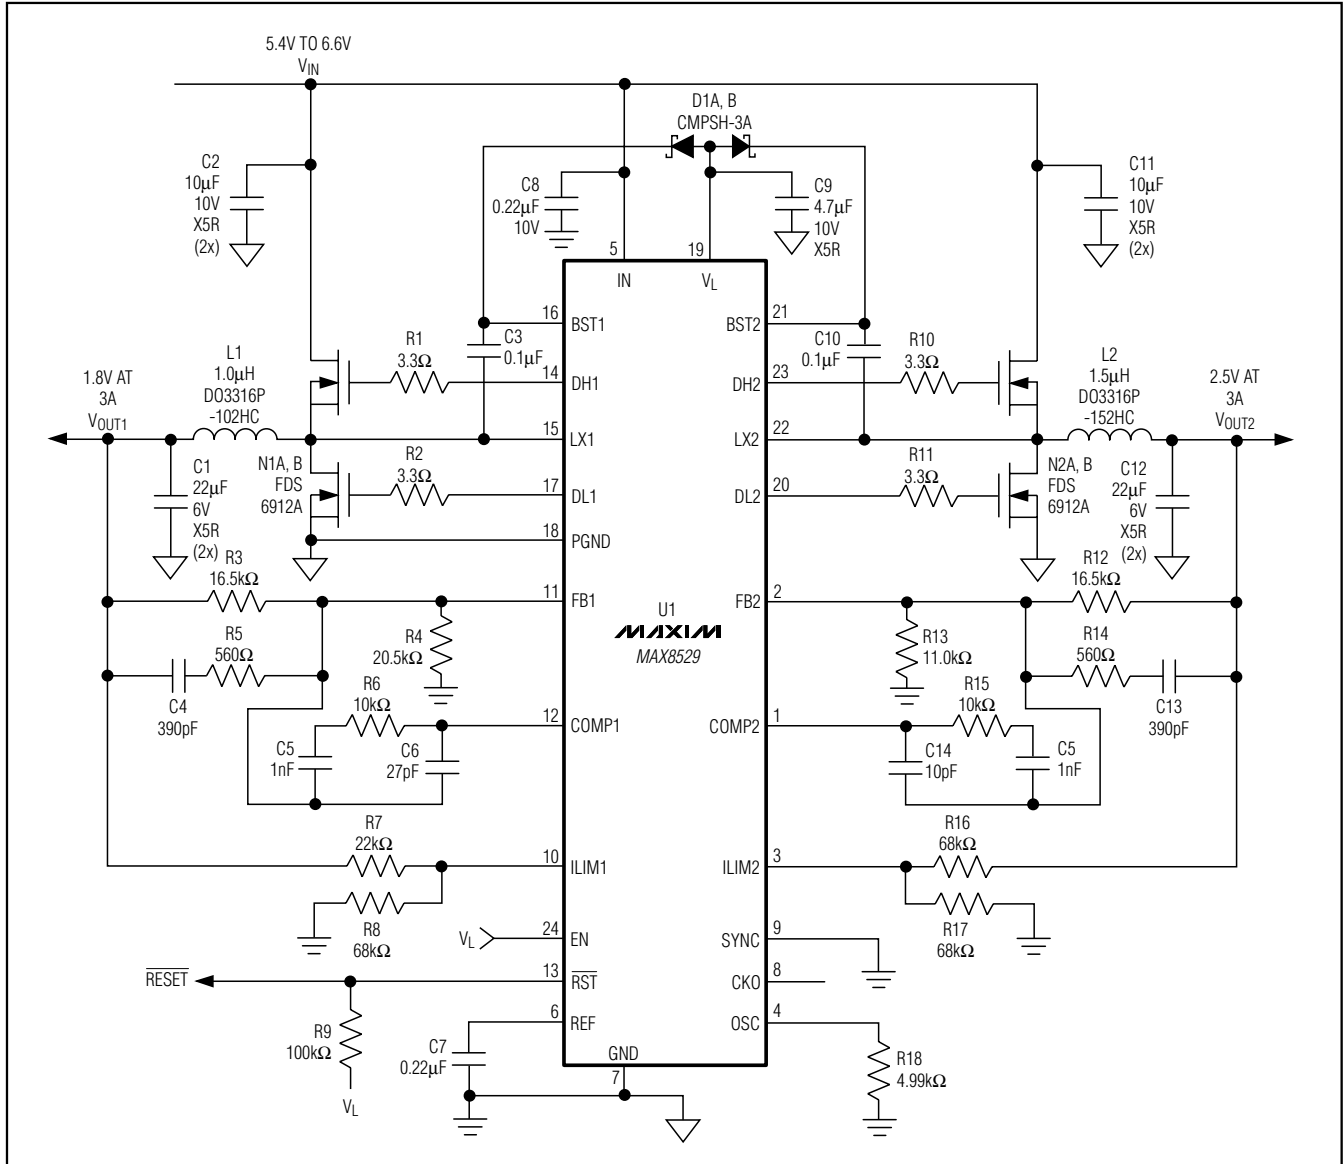 5.4V TO 6.6V
VIN
D1A, B
CMPSH-3A
C2
10µF
10V
X5R
(2x)
C8
0.22µF
10V
C9
4.7µF
10V
X5R
C11
10µF
10V
X5R
(2x)
5
19
IN
VL
16
BST1
BST2
21
C3
0.1µF
C10
0.1µF
R1
3.3Ω
14
DH1
DH2
23
R10
3.3Ω
L1
1.0µH
DO3316P
-102HC
L2
1.5µH
D03316P
-152HC
1.8V AT
3A
VOUT1
2.5V AT
3A
VOUT2
15
LX1
LX2
22
C1
22µF
6V
X5R
(2x)
N1A, B
FDS
6912A
R2
3.3Ω
17
DL1
DL2
20
R11
3.3Ω
N2A, B
FDS
6912A
C12
22µF
6V
X5R
(2x)
18
PGND
R3
16.5kΩ
11
FB1
FB2
2
R12
16.5kΩ
U1
MAXIM
MAX8529
R5
560Ω
R4
20.5kΩ
R13
11.0kΩ
R14
560Ω
C4
390pF
C13
390pF
R6
10kΩ
12
COMP1
COMP2
1
R15
10kΩ
C5
1nF
C6
27pF
C14
10pF
C5
1nF
R7
22kΩ
10
ILIM1
ILIM2
3
R16
68kΩ
R8
68kΩ
R17
68kΩ
VL
24
EN
SYNC
9
RESET
13
RST
CKO
8
6
REF
OSC
4
R9
100kΩ
VL
C7
0.22µF
GND
7
R18
4.99kΩ